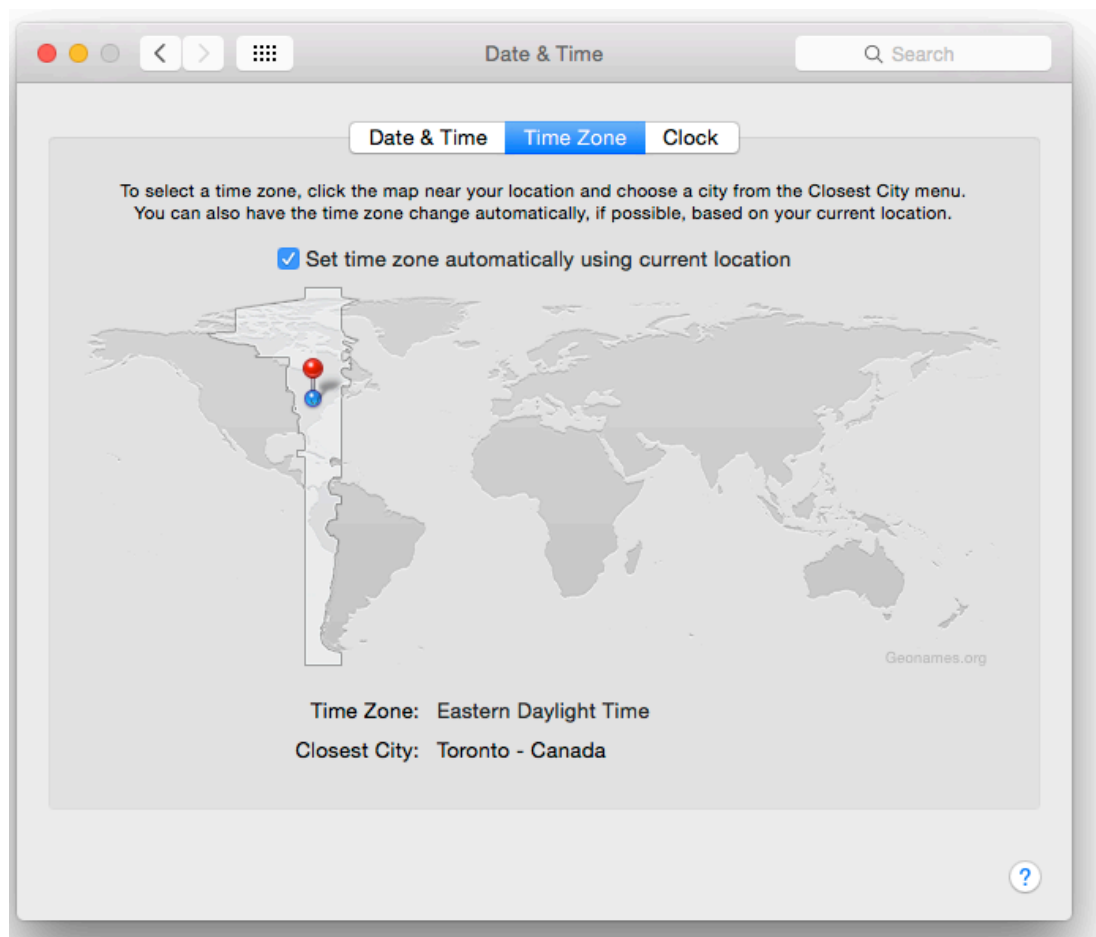 Date & Time
Search
Date & Time
Time Zone
Clock
To select a time zone, click the map near your location and choose a city from the Closest City menu.
You can also have the time zone change automatically, if possible, based on your current location.
Set time zone automatically using current location
Geonames.org
Time Zone: Eastern Daylight Time
Closest City: Toronto - Canada
?